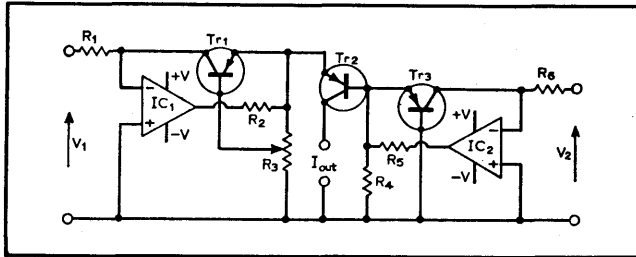 R1
Tr1
Tr2
Tr3
R6
+V
−
IC1
+
−V
R2
R3
Iout
R4
R5
+V
−
IC2
+
−V
V1
V2